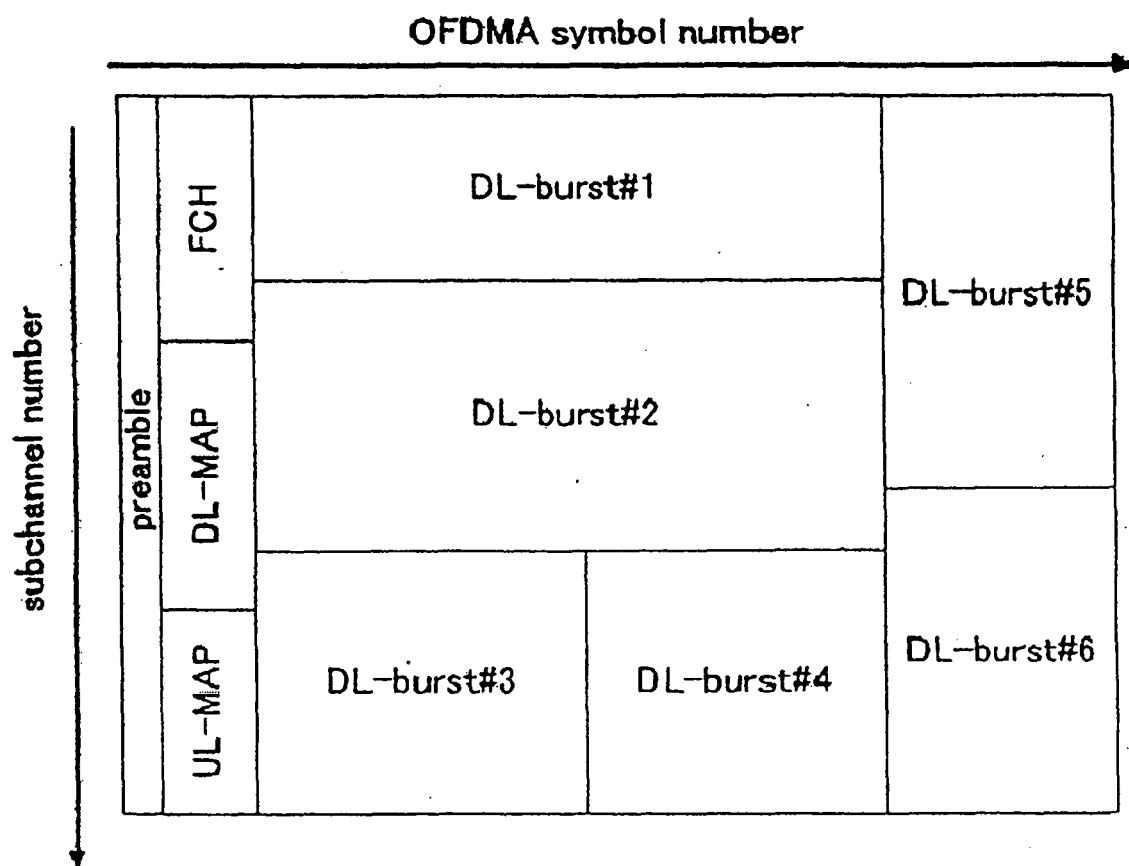 OFDMA symbol number
subchannel number
preamble
FCH
DL-MAP
UL-MAP
DL-burst#1
DL-burst#2
DL-burst#3
DL-burst#4
DL-burst#5
DL-burst#6